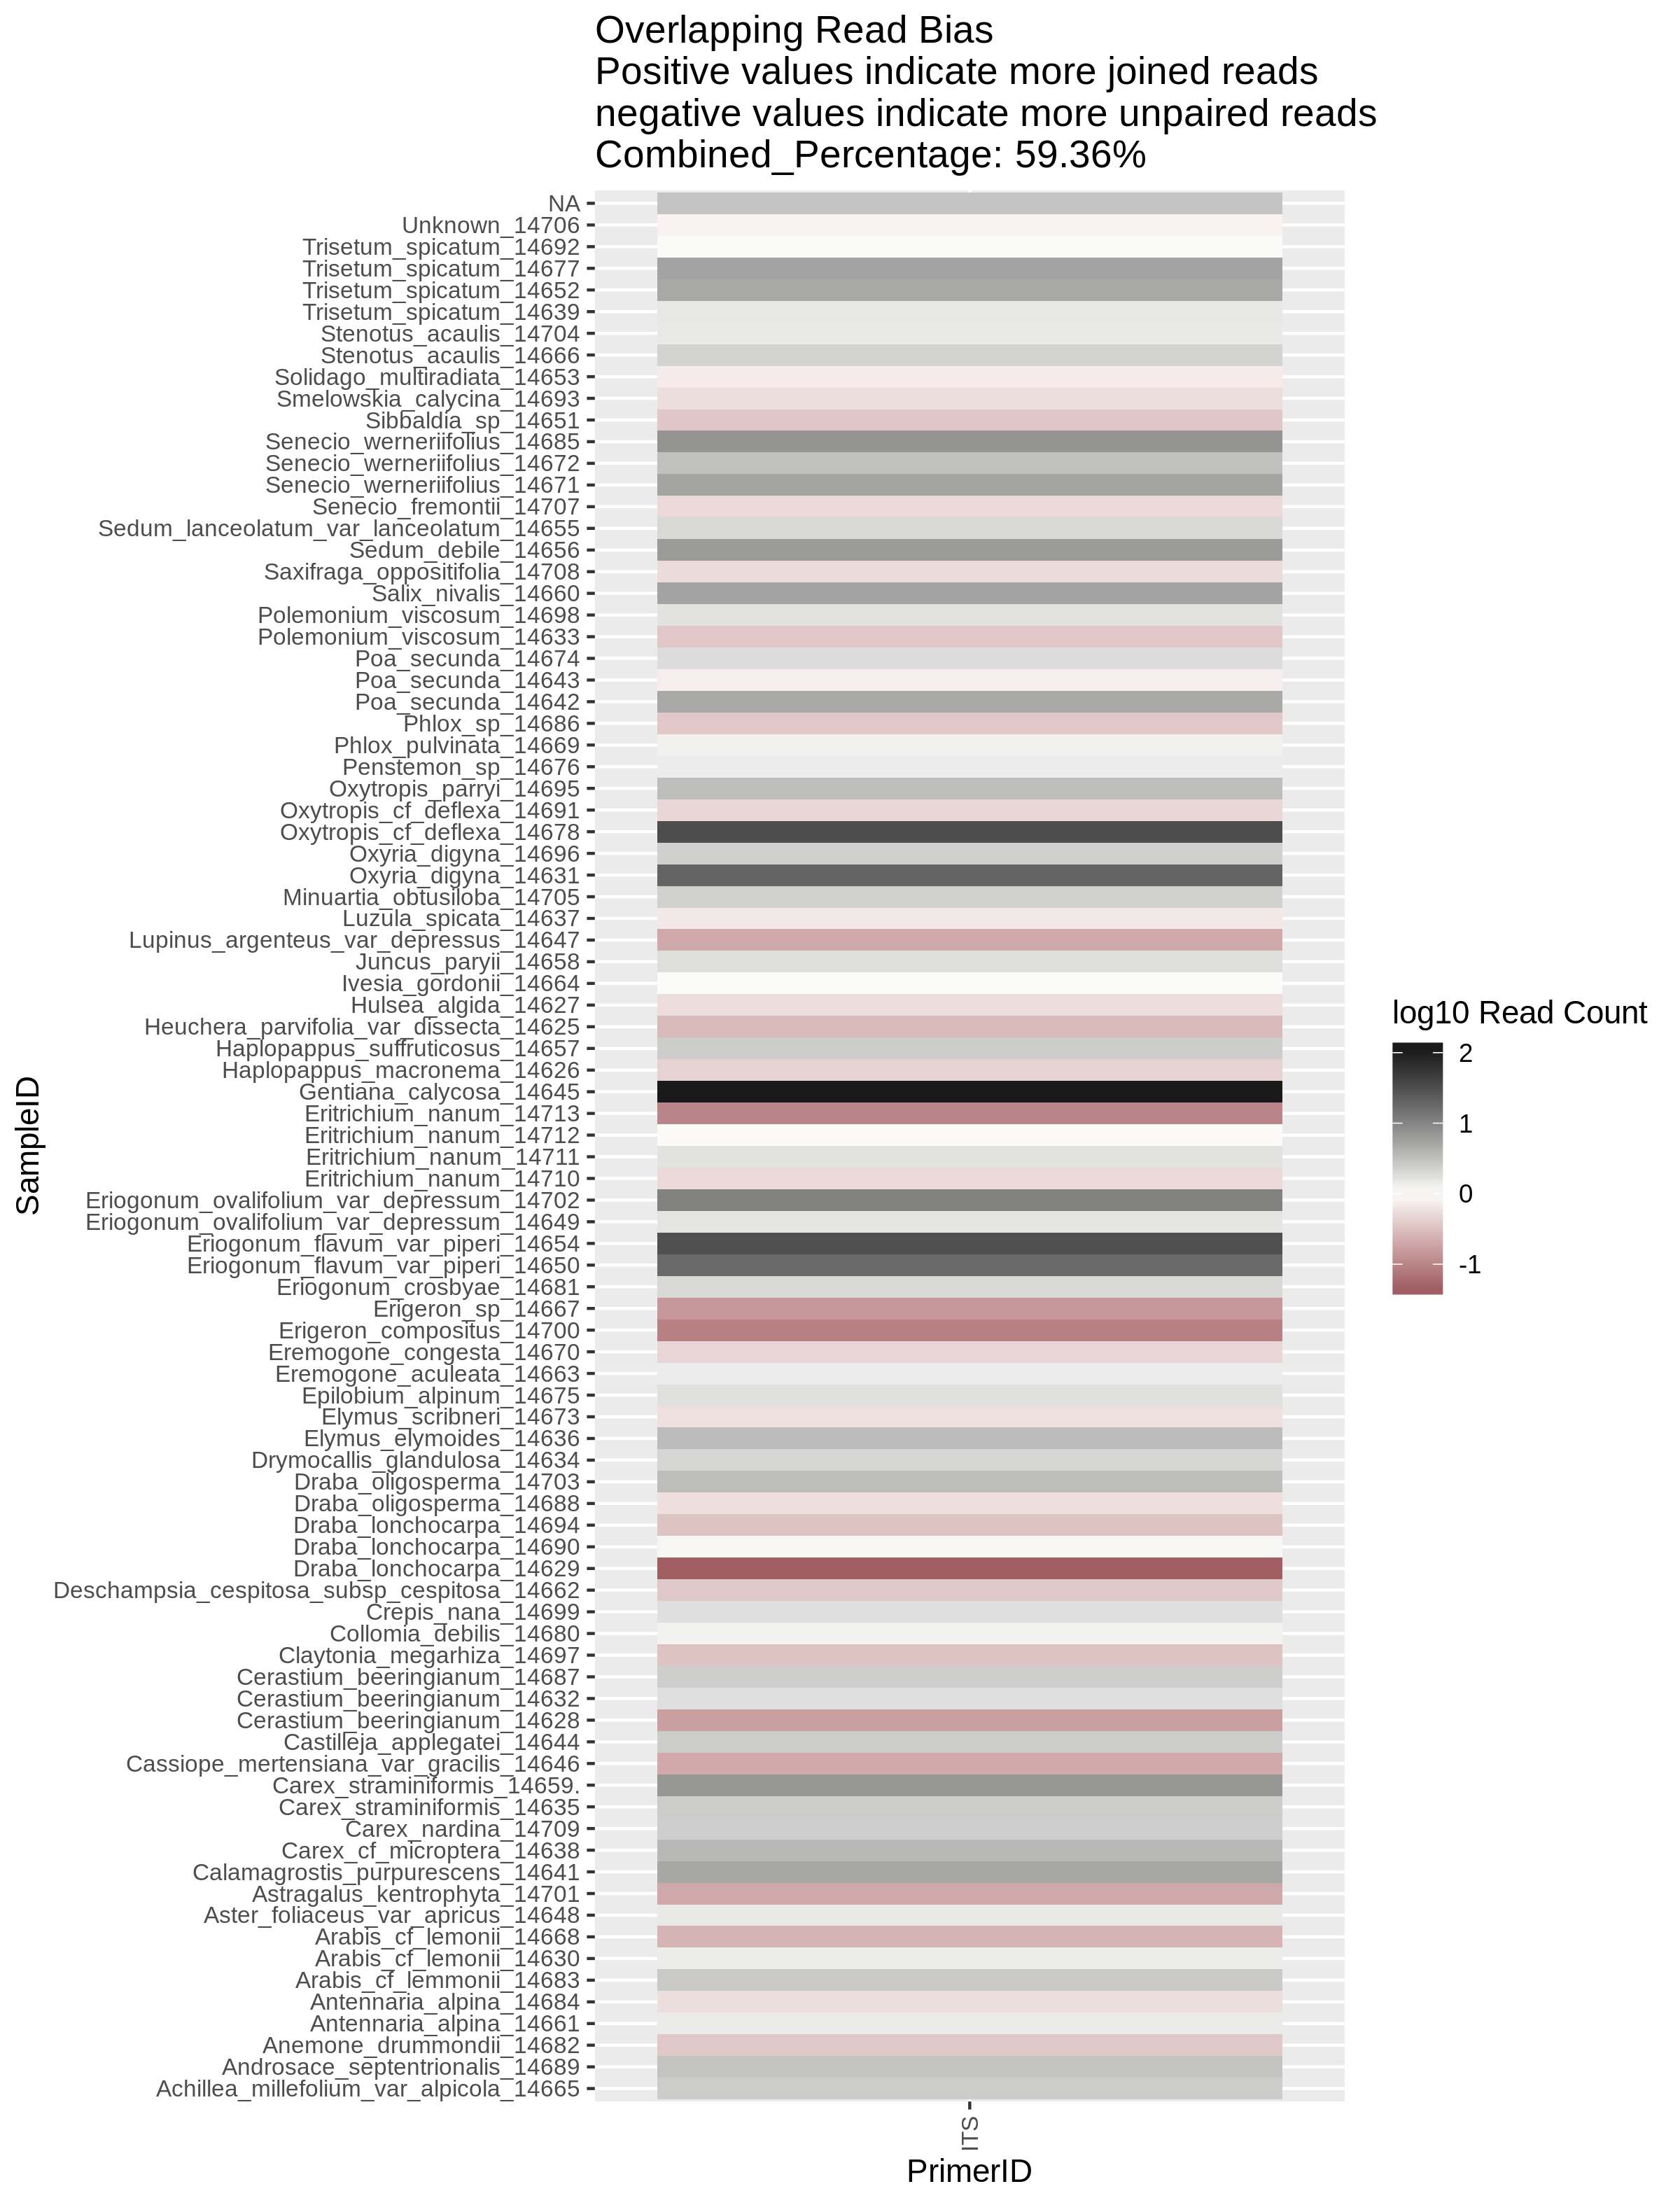 Overlapping Read Bias
Positive values indicate more joined reads
negative values indicate more unpaired reads
Combined_Percentage: 59.36%
NA
Unknown_14706
Trisetum_spicatum_14692
Trisetum_spicatum_14677
Trisetum_spicatum_14652
Trisetum_spicatum_14639
Stenotus_acaulis_14704
Stenotus_acaulis_14666
Solidago_multiradiata_14653
Smelowskia_calycina_14693
Sibbaldia_sp_14651
Senecio_werneriifolius_14685
Senecio_werneriifolius_14672
Senecio_werneriifolius_14671
Senecio_fremontii_14707
Sedum_lanceolatum_var_lanceolatum_14655
Sedum_debile_14656
Saxifraga_oppositifolia_14708
Salix_nivalis_14660
Polemonium_viscosum_14698
Polemonium_viscosum_14633
Poa_secunda_14674
Poa_secunda_14643
Poa_secunda_14642
Phlox_sp_14686
Phlox_pulvinata_14669
Penstemon_sp_14676
Oxytropis_parryi_14695
Oxytropis_cf_deflexa_14691
Oxytropis_cf_deflexa_14678
Oxyria_digyna_14696
Oxyria_digyna_14631
Minuartia_obtusiloba_14705
Luzula_spicata_14637
Lupinus_argenteus_var_depressus_14647
Juncus_paryii_14658
Ivesia_gordonii_14664
Hulsea_algida_14627
Heuchera_parvifolia_var_dissecta_14625
Haplopappus_suffruticosus_14657
Haplopappus_macronema_14626
Gentiana_calycosa_14645
Eritrichium_nanum_14713
Eritrichium_nanum_14712
Eritrichium_nanum_14711
Eritrichium_nanum_14710
Eriogonum_ovalifolium_var_depressum_14702
Eriogonum_ovalifolium_var_depressum_14649
Eriogonum_flavum_var_piperi_14654
Eriogonum_flavum_var_piperi_14650
Eriogonum_crosbyae_14681
Erigeron_sp_14667
Erigeron_compositus_14700
Eremogone_congesta_14670
Eremogone_aculeata_14663
Epilobium_alpinum_14675
Elymus_scribneri_14673
Elymus_elymoides_14636
Drymocallis_glandulosa_14634
Draba_oligosperma_14703
Draba_oligosperma_14688
Draba_lonchocarpa_14694
Draba_lonchocarpa_14690
Draba_lonchocarpa_14629
Deschampsia_cespitosa_subsp_cespitosa_14662
Crepis_nana_14699
Collomia_debilis_14680
Claytonia_megarhiza_14697
Cerastium_beeringianum_14687
Cerastium_beeringianum_14632
Cerastium_beeringianum_14628
Castilleja_applegatei_14644
Cassiope_mertensiana_var_gracilis_14646
Carex_straminiformis_14659.
Carex_straminiformis_14635
Carex_nardina_14709
Carex_cf_microptera_14638
Calamagrostis_purpurescens_14641
Astragalus_kentrophyta_14701
Aster_foliaceus_var_apricus_14648
Arabis_cf_lemonii_14668
Arabis_cf_lemonii_14630
Arabis_cf_lemmonii_14683
Antennaria_alpina_14684
Antennaria_alpina_14661
Anemone_drummondii_14682
Androsace_septentrionalis_14689
Achillea_millefolium_var_alpicola_14665
SampleID
ITS
PrimerID
log10 Read Count
2
1
0
-1